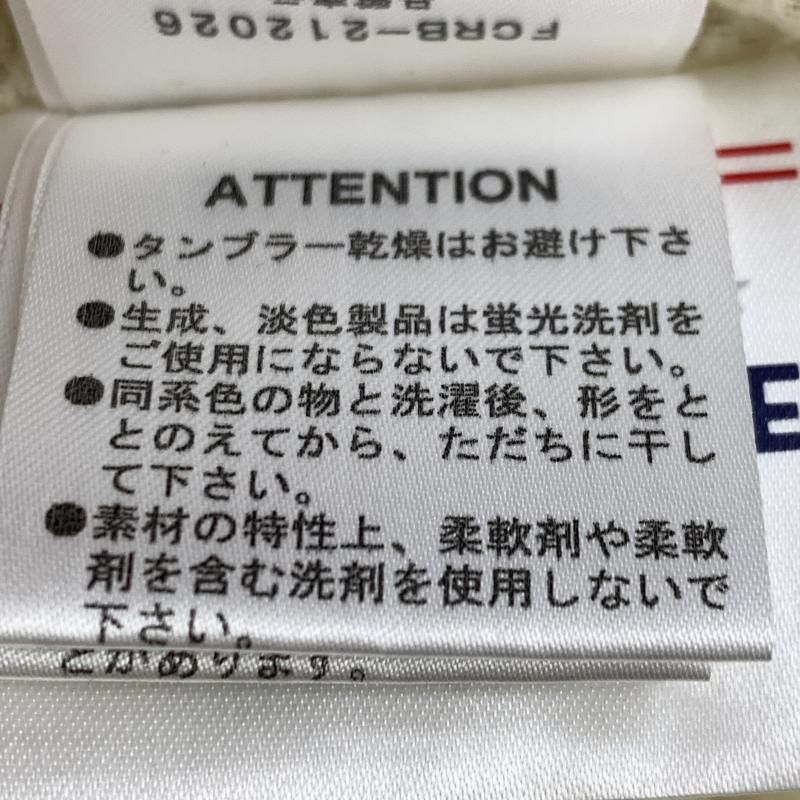 FCRB-212026
品番表示
ATTENTION
●タンブラー乾燥はお避け下さ
い。
●生成、淡色製品は蛍光洗剤を
ご使用にならないで下さい。
●同系色の物と洗濯後、形をと
とのえてから、ただちに干し
て下さい。
●素材の特性上、柔軟剤や柔軟
剤を含む洗剤を使用しないで
下さい。
とがあります。
E